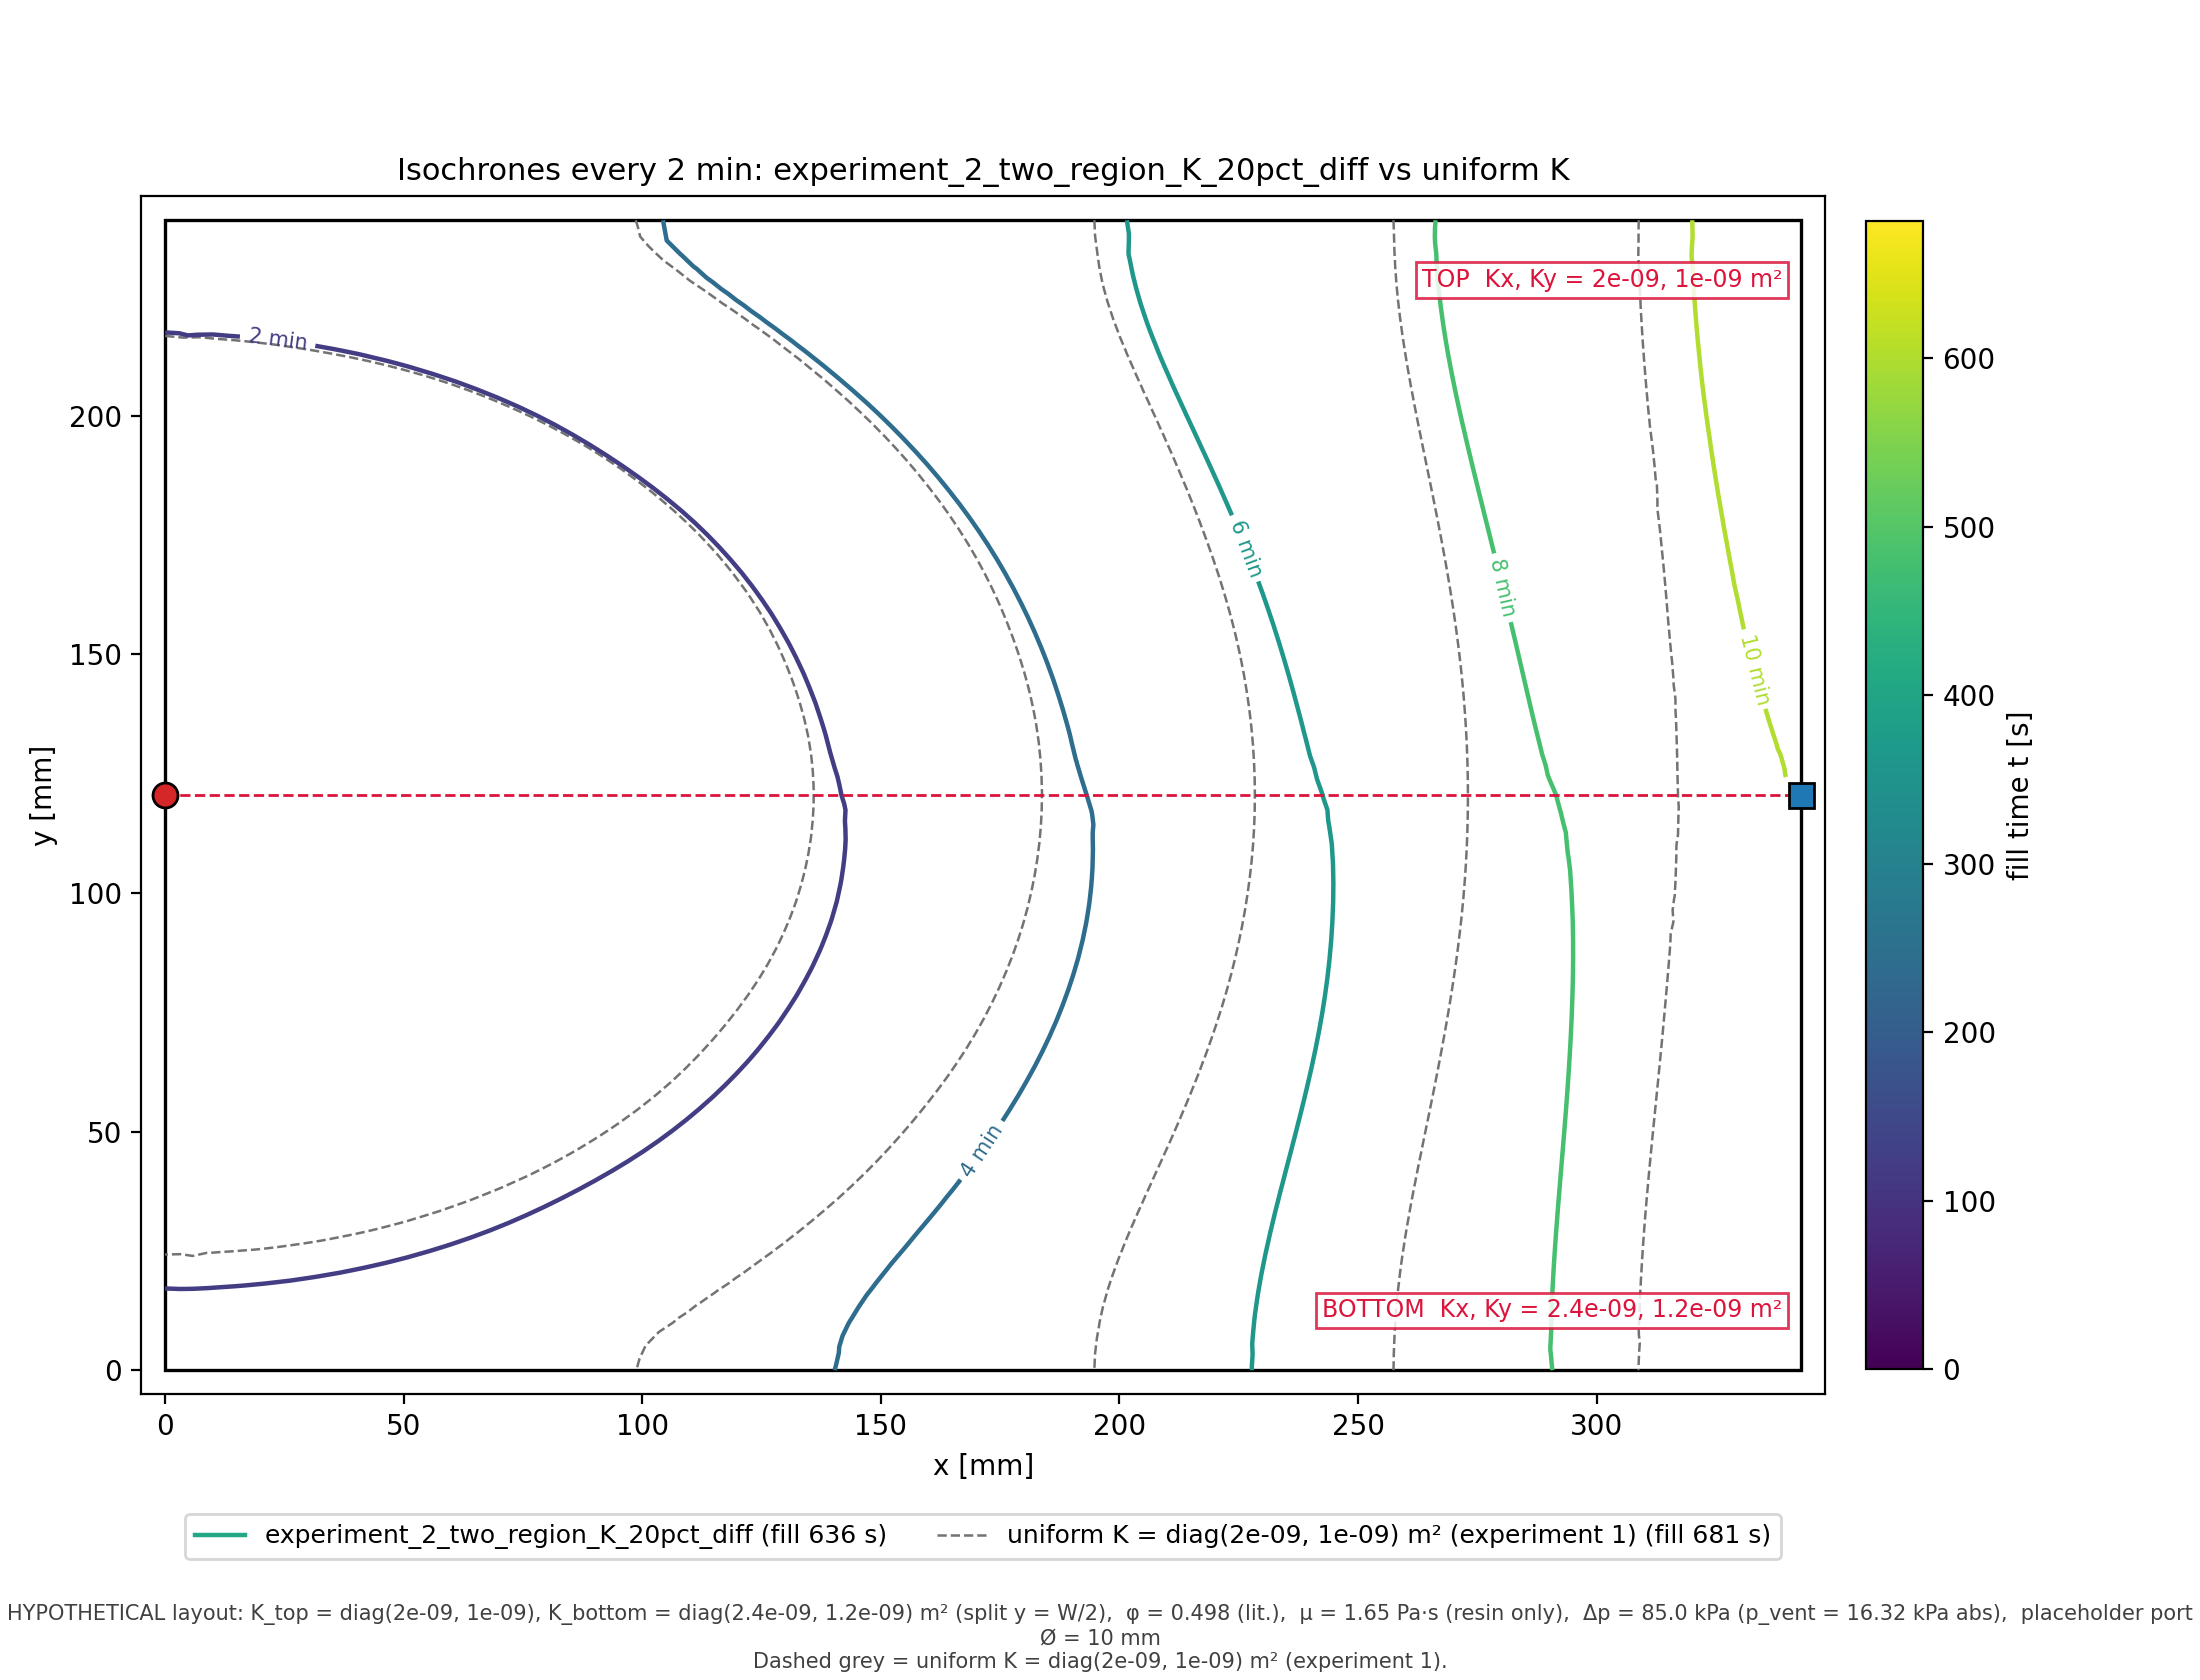 Isochrones every 2 min: experiment_2_two_region_K_20pct_diff vs uniform K
TOP  Kx, Ky = 2e-09, 1e-09 m²
2 min
6 min
8 min
10 min
4 min
BOTTOM  Kx, Ky = 2.4e-09, 1.2e-09 m²
y [mm]
200
150
100
50
0
0
50
100
150
200
250
300
x [mm]
600
500
400
300
200
100
0
fill time t [s]
experiment_2_two_region_K_20pct_diff (fill 636 s)
uniform K = diag(2e-09, 1e-09) m² (experiment 1) (fill 681 s)
HYPOTHETICAL layout: K_top = diag(2e-09, 1e-09), K_bottom = diag(2.4e-09, 1.2e-09) m² (split y = W/2),  φ = 0.498 (lit.),  μ = 1.65 Pa·s (resin only),  Δp = 85.0 kPa (p_vent = 16.32 kPa abs),  placeholder port
Ø = 10 mm
Dashed grey = uniform K = diag(2e-09, 1e-09) m² (experiment 1).